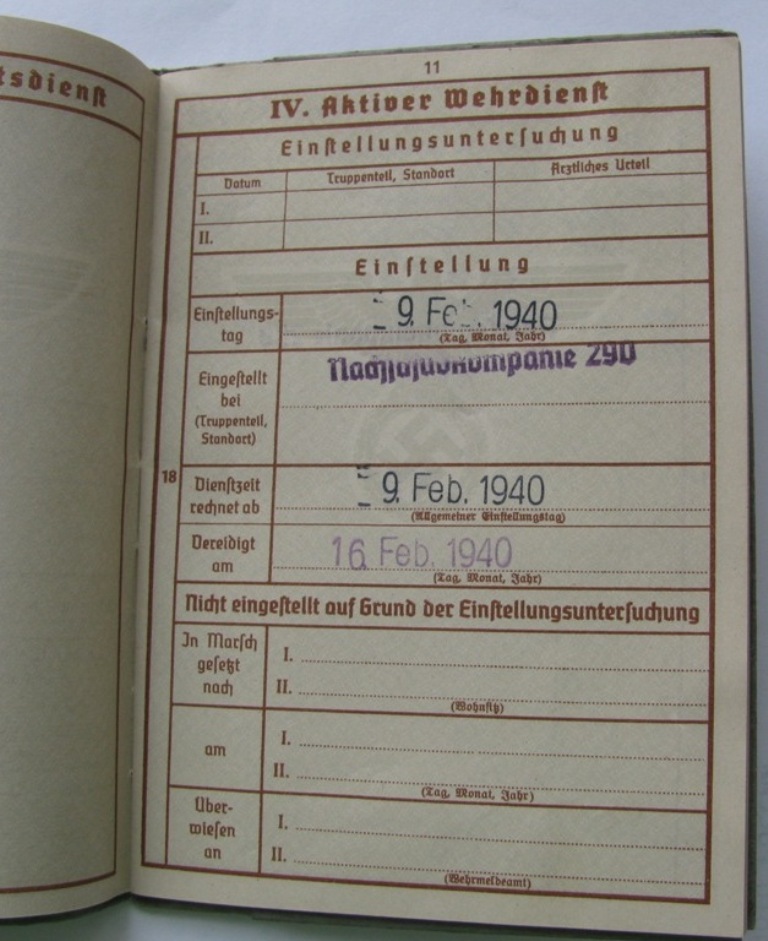 tsdienst
11
IV. Aktiver Wehrdienst
Einstellungsuntersuchung
Datum Truppenteil, Standort Ärztliches Urteil
I.
II.
Einstellung
Einstellungs-
tag
9. Feb. 1940
(Tag, Monat, Jahr)
Eingestellt
bei
(Truppenteil,
Standort)
290
18
Dienstzeit
rechnet ab
9. Feb. 1940
(Allgemeiner Einstellungstag)
Vereidigt
am
16. Feb. 1940
(Tag, Monat, Jahr)
Nicht eingestellt auf Grund der Einstellungsuntersuchung
In Marsch
gesetzt
nach
I.
II.
(Wohnsitz)
am
I.
II.
(Tag, Monat, Jahr)
Über-
wiesen
an
I.
II.
(Wehrmeldeamt)